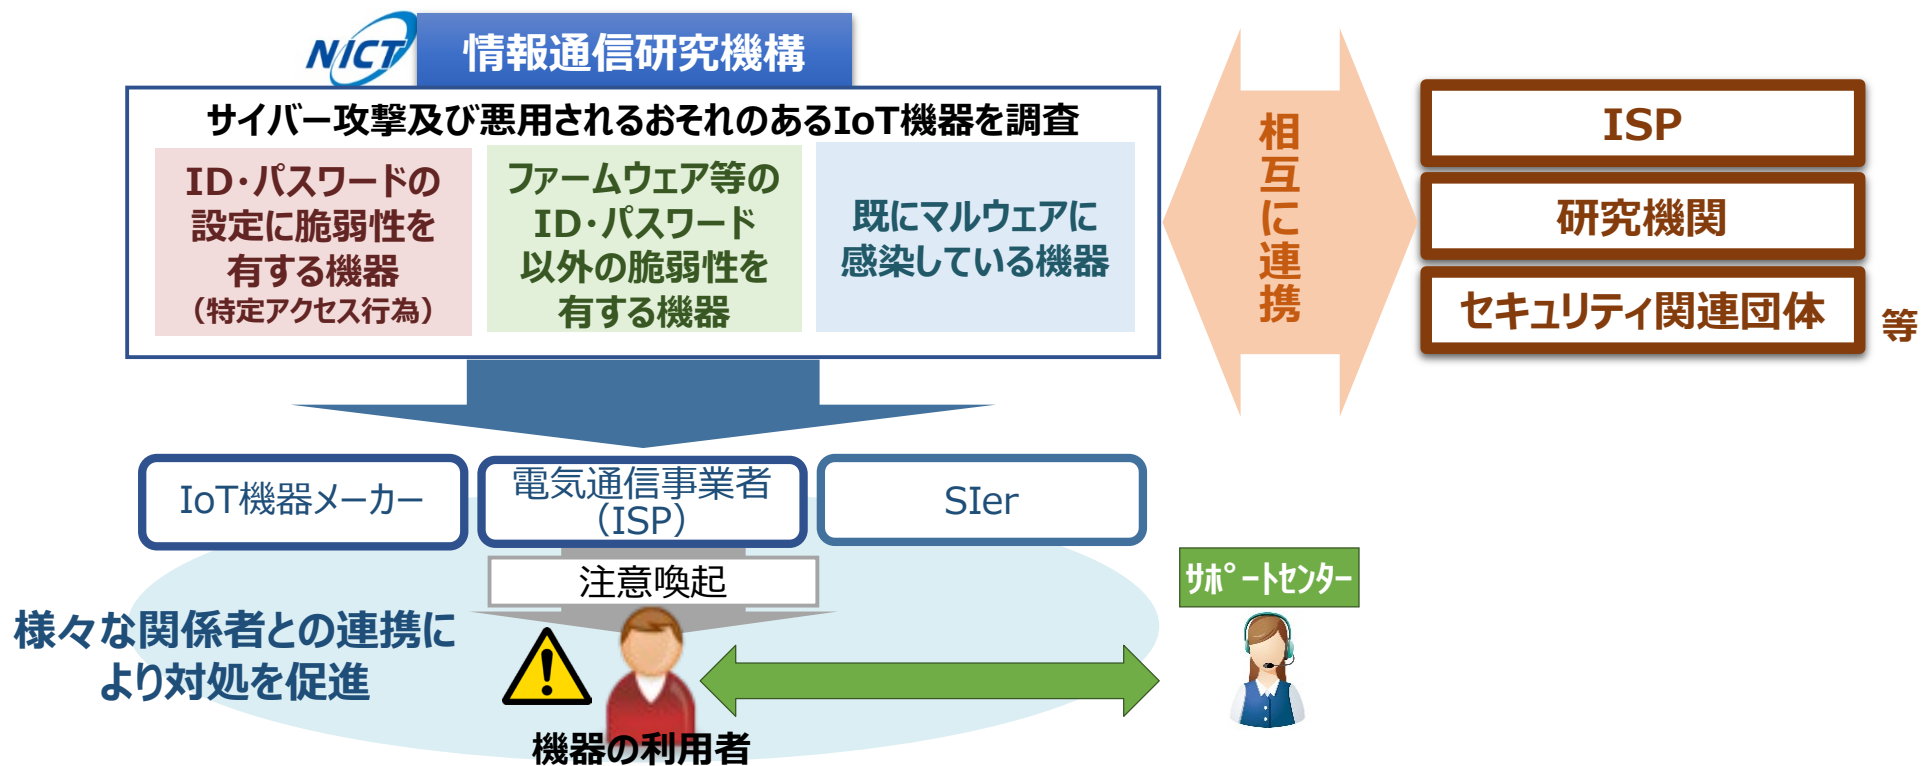 NICT
情報通信研究機構
サイバー攻撃及び悪用されるおそれのあるIoT機器を調査
ID・パスワードの
設定に脆弱性を
有する機器
（特定アクセス行為）
ファームウェア等の
ID・パスワード
以外の脆弱性を
有する機器
既にマルウェアに
感染している機器
相互に連携
ISP
研究機関
セキュリティ関連団体
等
IoT機器メーカー
電気通信事業者
（ISP）
SIer
注意喚起
様々な関係者との連携に
より対処を促進
機器の利用者
ｻﾎﾟｰﾄｾﾝﾀｰ